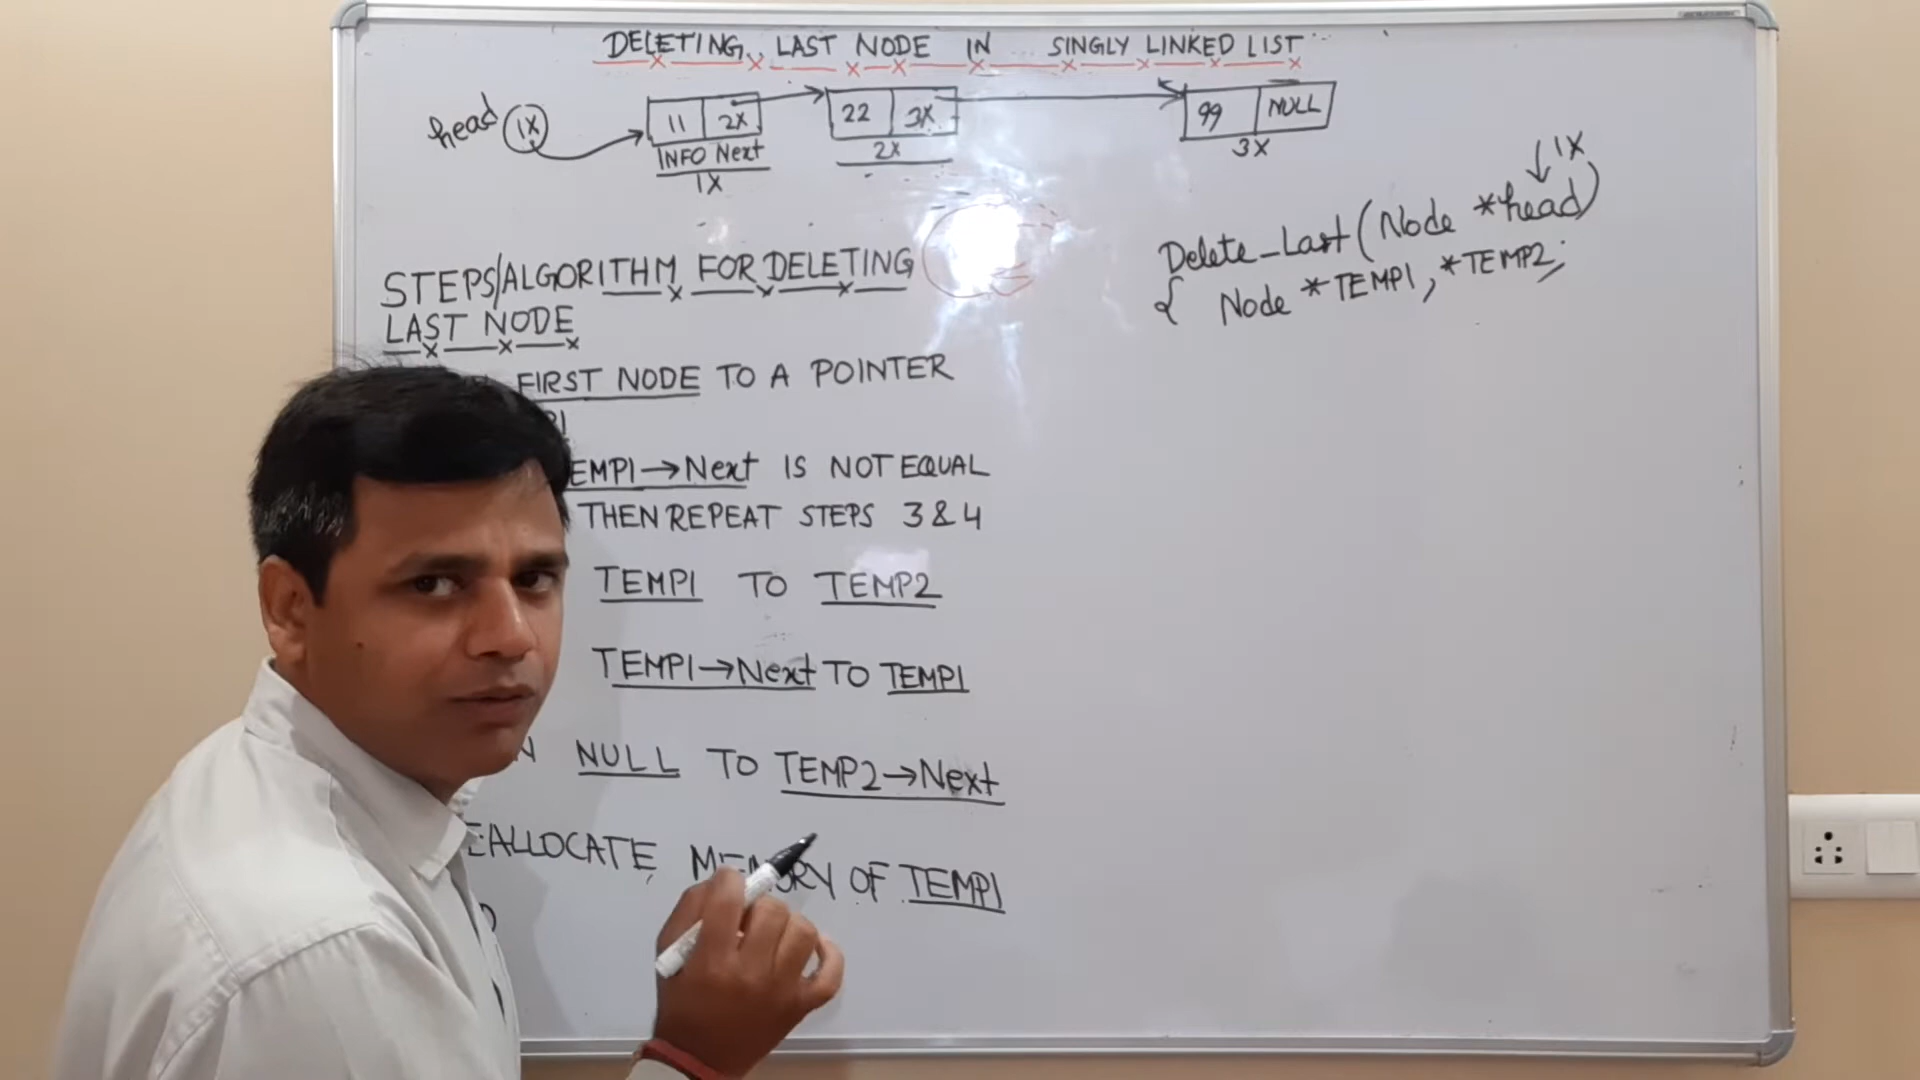 DELETING LAST NODE IN SINGLY LINKED LIST
head 1X
11 2X
INFO Next
1X
22 3X
2X
99 NULL
3X
STEPS/ALGORITHM FOR DELETING
LAST NODE
FIRST NODE TO A POINTER
EMP1→Next IS NOT EQUAL
THEN REPEAT STEPS 3 & 4
TEMP1 TO TEMP2
TEMP1→Next TO TEMP1
N NULL TO TEMP2→Next
EALLOCATE MEMORY OF TEMP1
1X
Delete_Last(Node *head)
{ Node *TEMP1, *TEMP2;